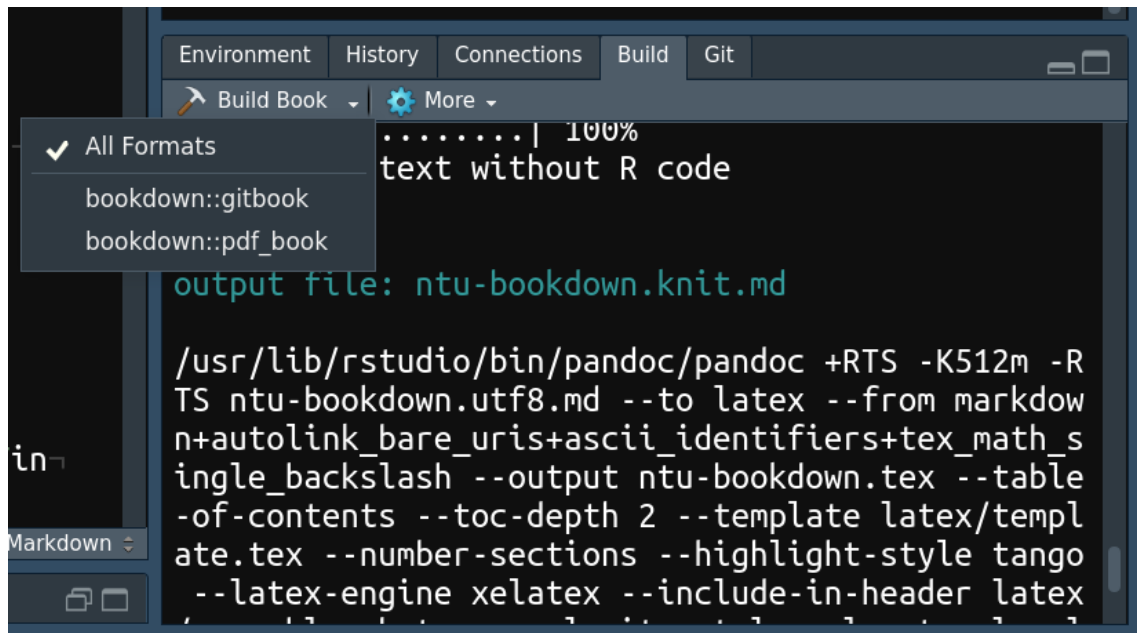 Environment History Connections Build Git
Build Book More
All Formats
bookdown::gitbook
bookdown::pdf_book
........| 100%
text without R code
output file: ntu-bookdown.knit.md
/usr/lib/rstudio/bin/pandoc/pandoc +RTS -K512m -R
TS ntu-bookdown.utf8.md --to latex --from markdow
n+autolink_bare_uris+ascii_identifiers+tex_math_s
ingle_backslash --output ntu-bookdown.tex --table
-of-contents --toc-depth 2 --template latex/templ
ate.tex --number-sections --highlight-style tango
--latex-engine xelatex --include-in-header latex
in¬
Markdown